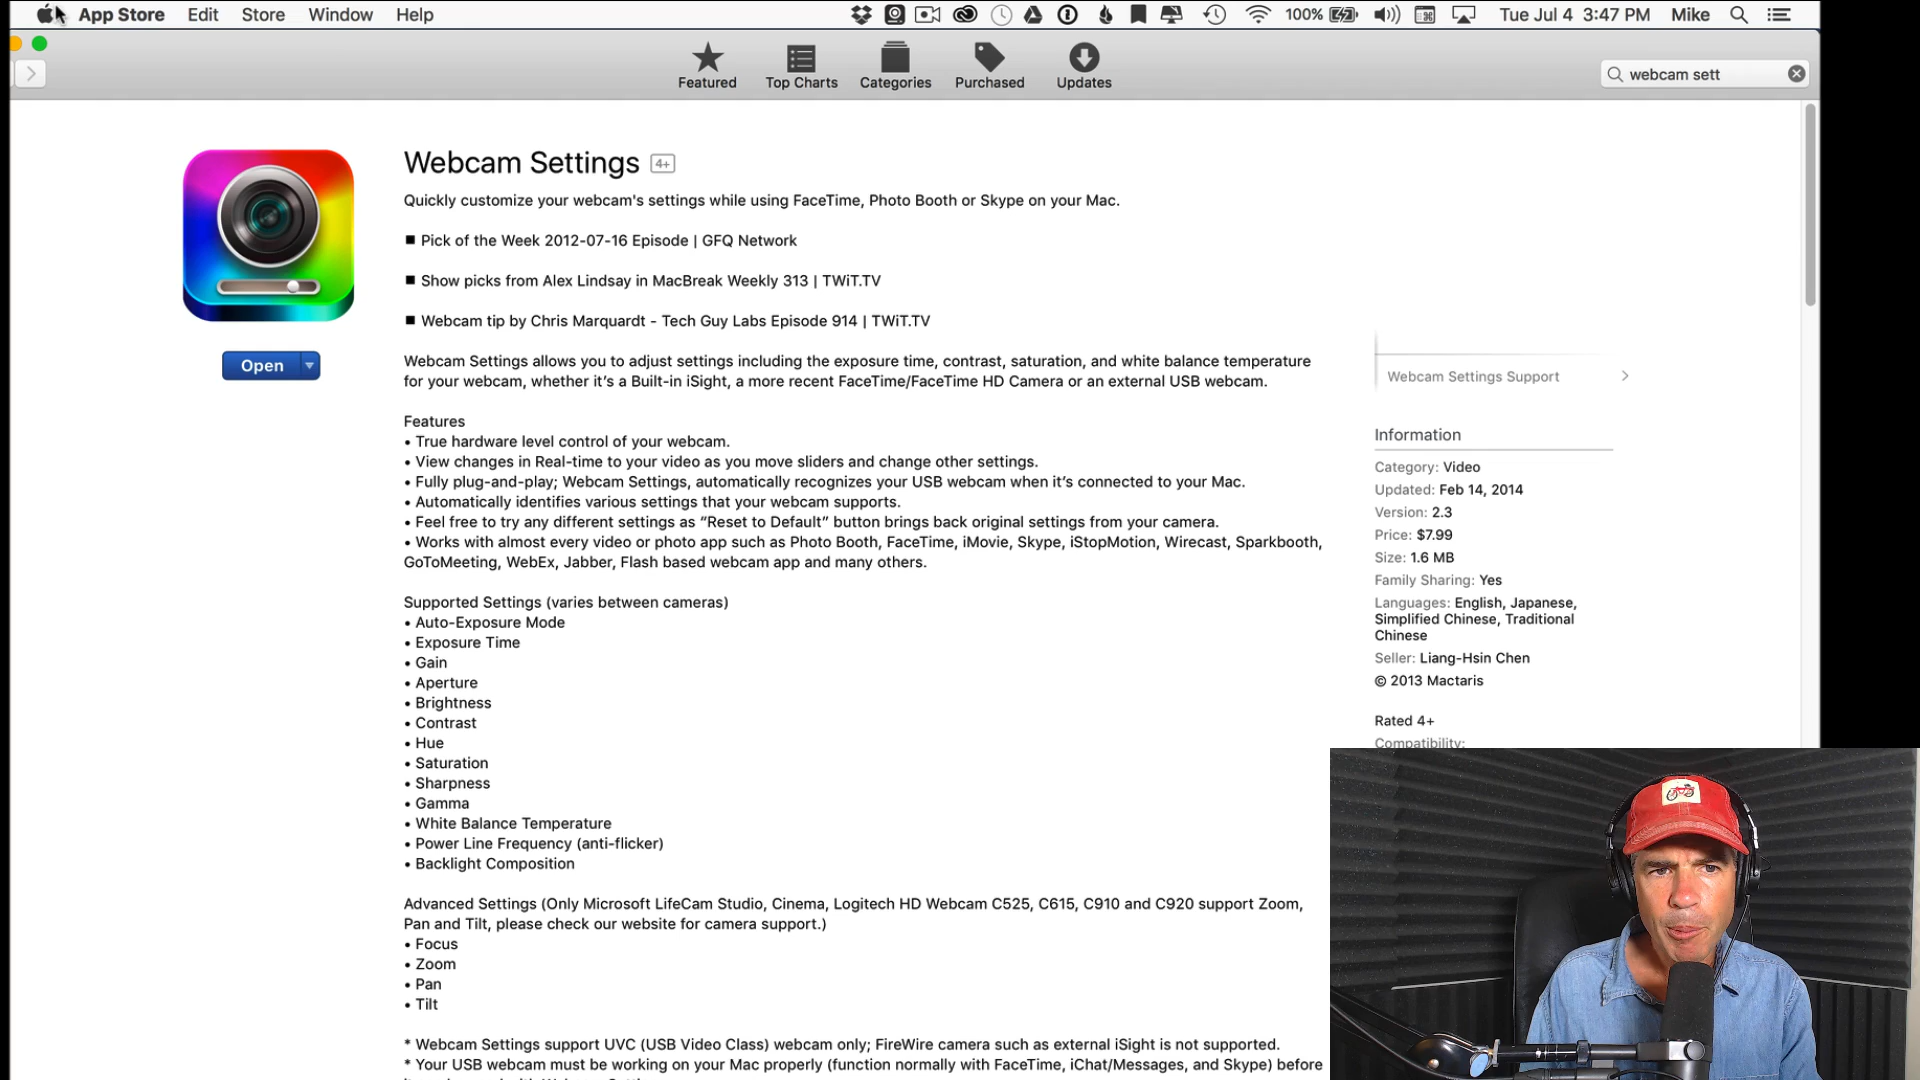 App Store Edit Store Window Help 100% Tue Jul 4 3:47 PM Mike
Featured Top Charts Categories Purchased Updates
webcam sett
Webcam Settings 4+
Quickly customize your webcam's settings while using FaceTime, Photo Booth or Skype on your Mac.
■ Pick of the Week 2012-07-16 Episode | GFQ Network
■ Show picks from Alex Lindsay in MacBreak Weekly 313 | TWiT.TV
■ Webcam tip by Chris Marquardt - Tech Guy Labs Episode 914 | TWiT.TV
Open
Webcam Settings allows you to adjust settings including the exposure time, contrast, saturation, and white balance temperature
for your webcam, whether it's a Built-in iSight, a more recent FaceTime/FaceTime HD Camera or an external USB webcam.
Features
• True hardware level control of your webcam.
• View changes in Real-time to your video as you move sliders and change other settings.
• Fully plug-and-play; Webcam Settings, automatically recognizes your USB webcam when it's connected to your Mac.
• Automatically identifies various settings that your webcam supports.
• Feel free to try any different settings as “Reset to Default” button brings back original settings from your camera.
• Works with almost every video or photo app such as Photo Booth, FaceTime, iMovie, Skype, iStopMotion, Wirecast, Sparkbooth,
GoToMeeting, WebEx, Jabber, Flash based webcam app and many others.
Supported Settings (varies between cameras)
• Auto-Exposure Mode
• Exposure Time
• Gain
• Aperture
• Brightness
• Contrast
• Hue
• Saturation
• Sharpness
• Gamma
• White Balance Temperature
• Power Line Frequency (anti-flicker)
• Backlight Composition
Advanced Settings (Only Microsoft LifeCam Studio, Cinema, Logitech HD Webcam C525, C615, C910 and C920 support Zoom,
Pan and Tilt, please check our website for camera support.)
• Focus
• Zoom
• Pan
• Tilt
* Webcam Settings support UVC (USB Video Class) webcam only; FireWire camera such as external iSight is not supported.
* Your USB webcam must be working on your Mac properly (function normally with FaceTime, iChat/Messages, and Skype) before
Webcam Settings Support
Information
Category: Video
Updated: Feb 14, 2014
Version: 2.3
Price: $7.99
Size: 1.6 MB
Family Sharing: Yes
Languages: English, Japanese,
Simplified Chinese, Traditional
Chinese
Seller: Liang-Hsin Chen
© 2013 Mactaris
Rated 4+
Compatibility: